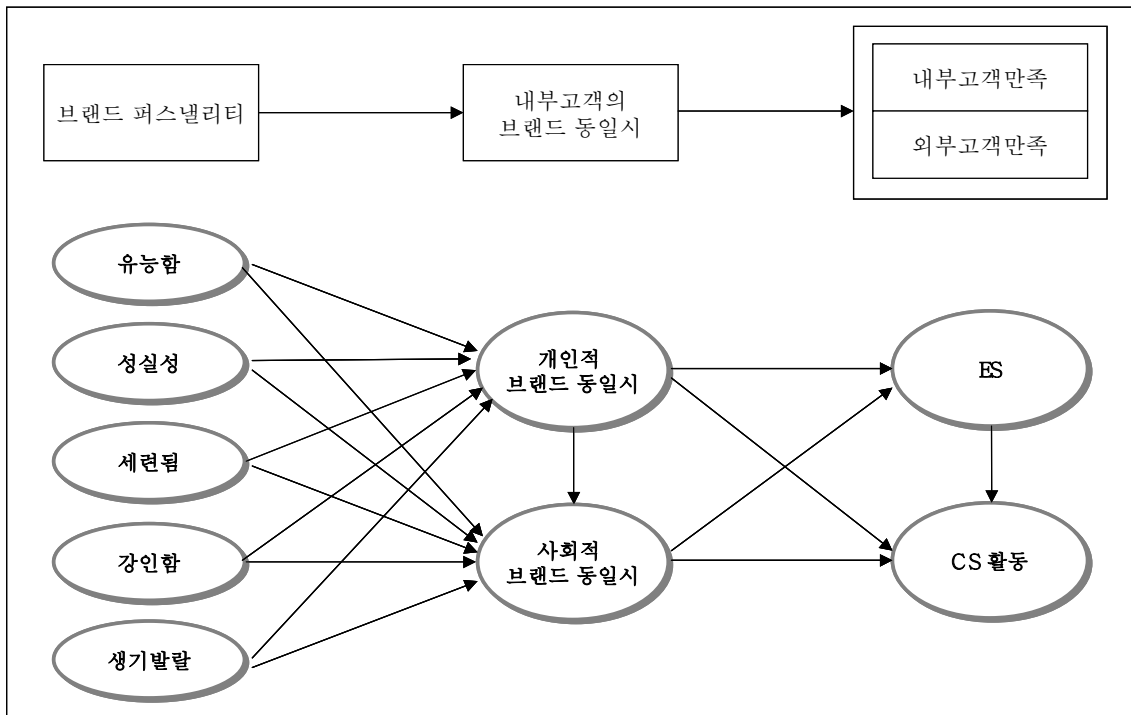 브랜드 퍼스낼리티
내부고객의
브랜드 동일시
내부고객만족
외부고객만족
유능함
성실성
세련됨
강인함
생기발랄
개인적
브랜드 동일시
사회적
브랜드 동일시
ES
CS 활동